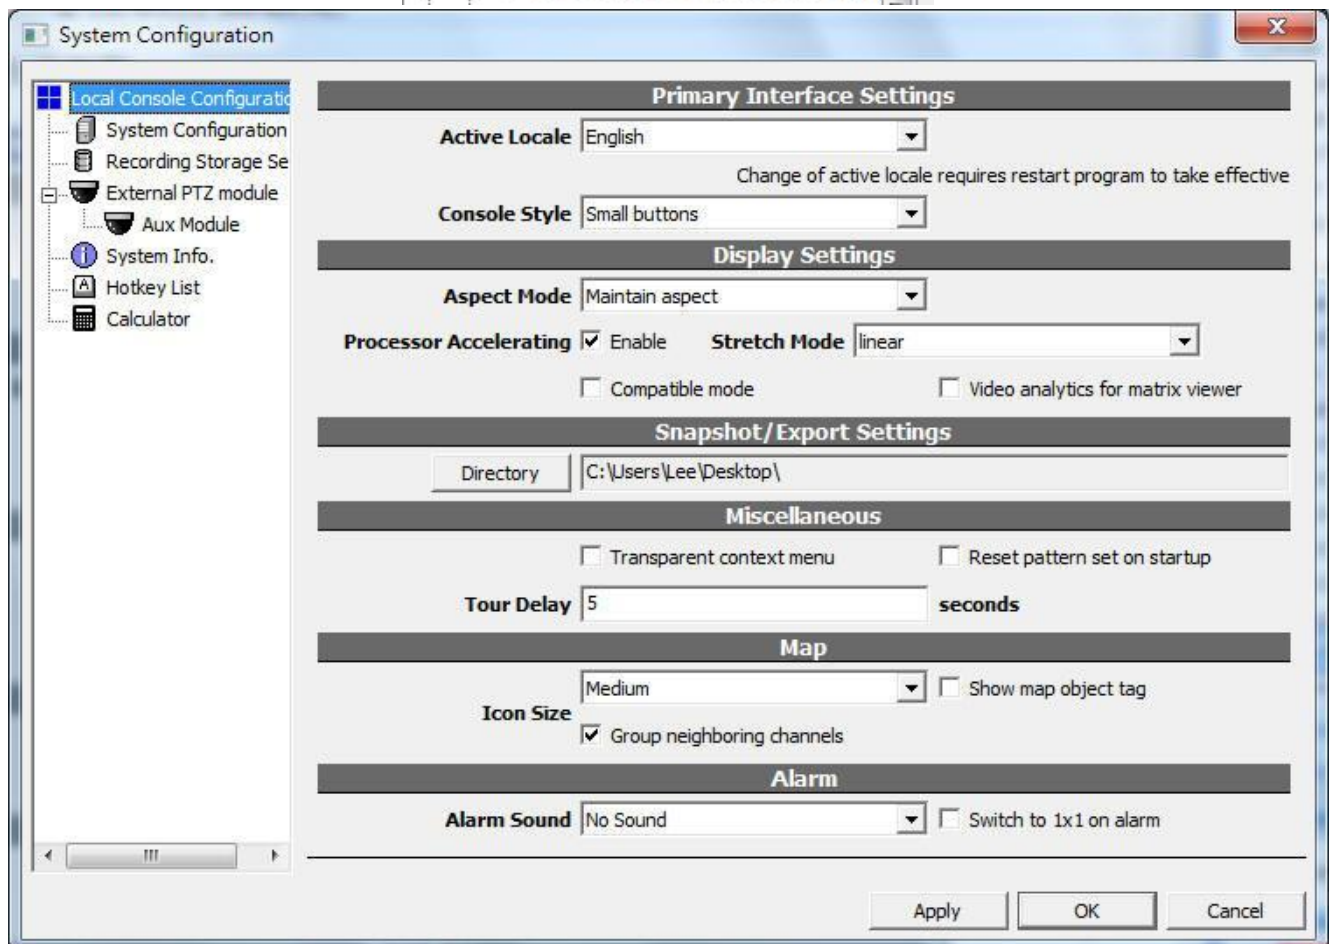 System Configuration
Local Console Configuratio
System Configuration
Recording Storage Se
External PTZ module
Aux Module
System Info.
Hotkey List
Calculator
Primary Interface Settings
Active Locale English
Change of active locale requires restart program to take effective
Console Style Small buttons
Display Settings
Aspect Mode Maintain aspect
Processor Accelerating Enable Stretch Mode linear
Compatible mode Video analytics for matrix viewer
Snapshot/Export Settings
Directory C:\Users\Lee\Desktop\
Miscellaneous
Transparent context menu Reset pattern set on startup
Tour Delay 5 seconds
Map
Medium Show map object tag
Icon Size
Group neighboring channels
Alarm
Alarm Sound No Sound Switch to 1x1 on alarm
Apply OK Cancel